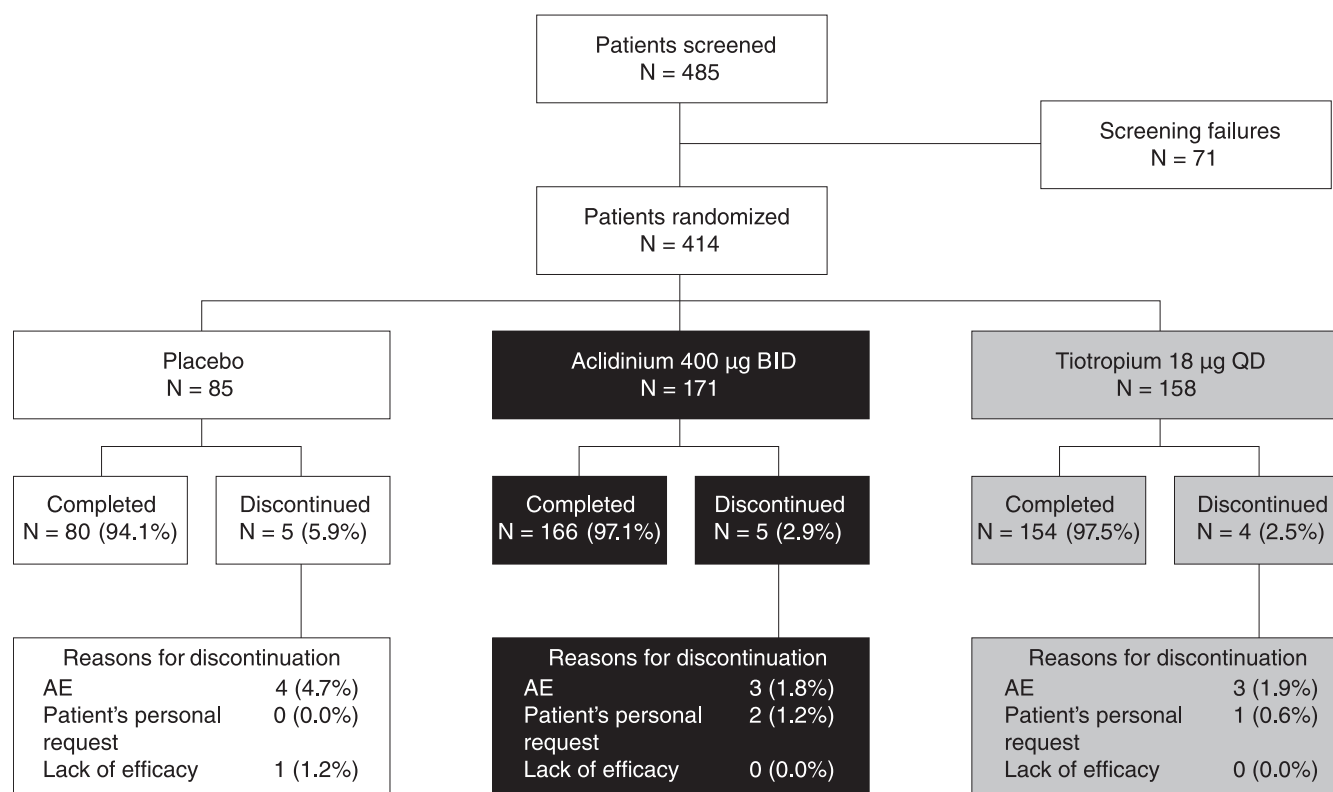 Patients screened
N = 485
Screening failures
N = 71
Patients randomized
N = 414
Placebo
N = 85
Aclidinium 400 µg BID
N = 171
Tiotropium 18 µg QD
N = 158
Completed
N = 80 (94.1%)
Discontinued
N = 5 (5.9%)
Completed
N = 166 (97.1%)
Discontinued
N = 5 (2.9%)
Completed
N = 154 (97.5%)
Discontinued
N = 4 (2.5%)
Reasons for discontinuation
AE 4 (4.7%)
Patient's personal 0 (0.0%)
request
Lack of efficacy 1 (1.2%)
Reasons for discontinuation
AE 3 (1.8%)
Patient's personal 2 (1.2%)
request
Lack of efficacy 0 (0.0%)
Reasons for discontinuation
AE 3 (1.9%)
Patient's personal 1 (0.6%)
request
Lack of efficacy 0 (0.0%)